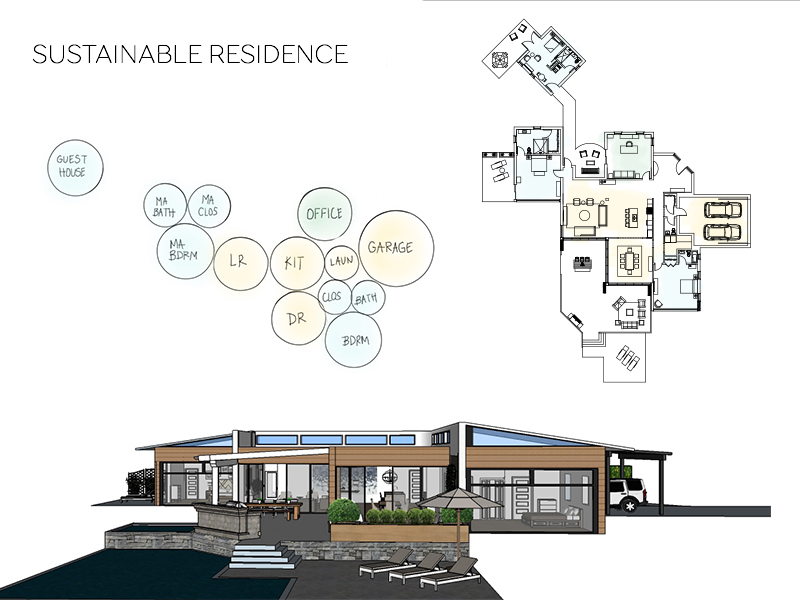 SUSTAINABLE RESIDENCE
GUEST
HOUSE
MA
BATH
MA
CLOS
MA
BDRM
LR
KIT
OFFICE
LAUN
GARAGE
CLOS
BATH
DR
BDRM